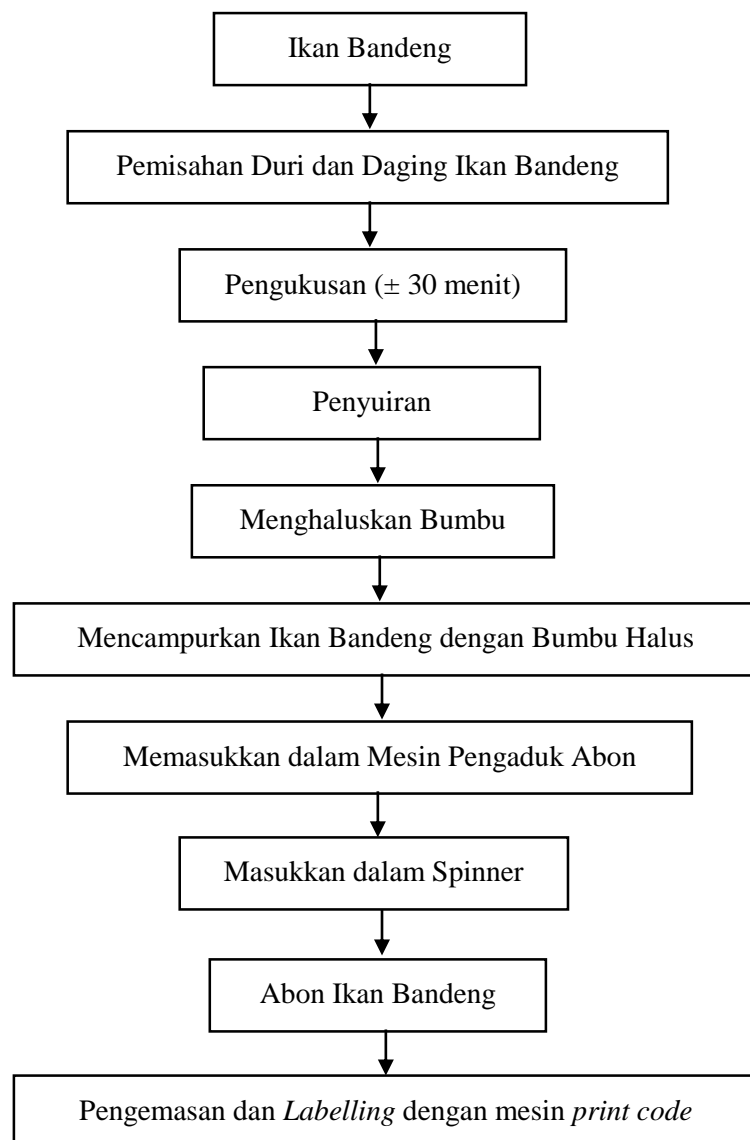 Ikan Bandeng
Pemisahan Duri dan Daging Ikan Bandeng
Pengukusan (± 30 menit)
Penyuiran
Menghaluskan Bumbu
Mencampurkan Ikan Bandeng dengan Bumbu Halus
Memasukkan dalam Mesin Pengaduk Abon
Masukkan dalam Spinner
Abon Ikan Bandeng
Pengemasan dan Labelling dengan mesin print code